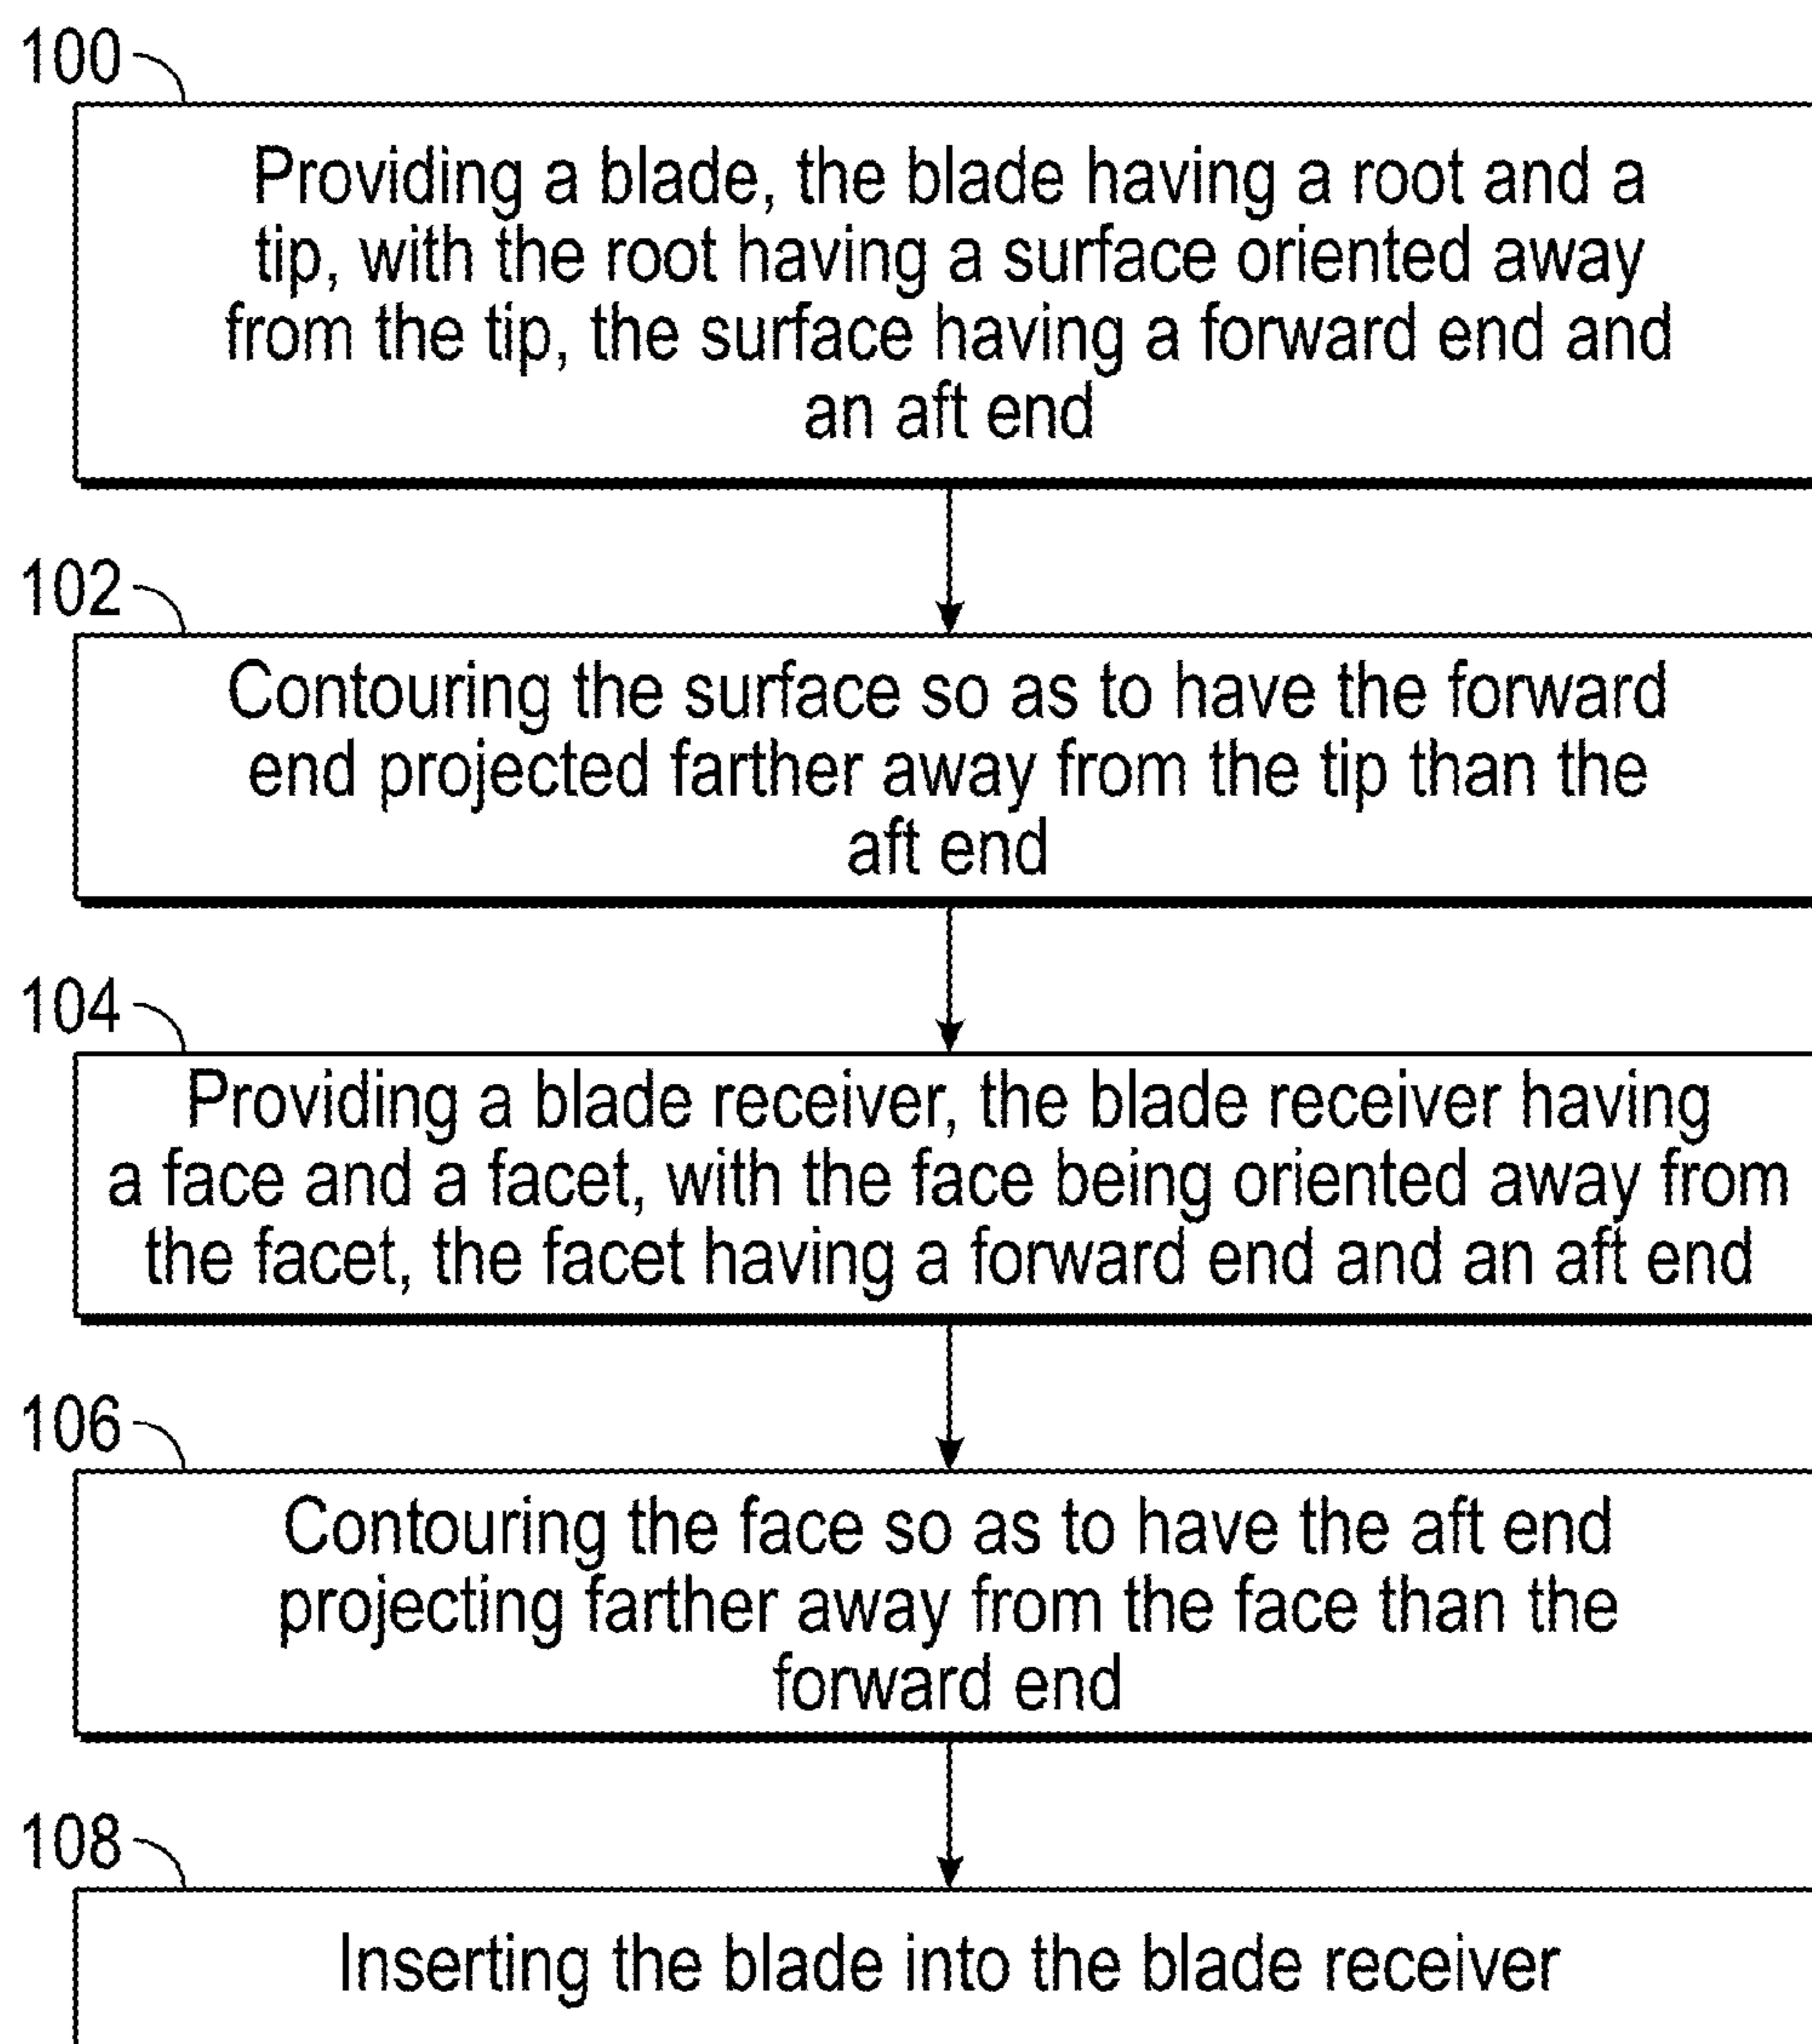 100
Providing a blade, the blade having a root and a
tip, with the root having a surface oriented away
from the tip, the surface having a forward end and
an aft end
102
Contouring the surface so as to have the forward
end projected farther away from the tip than the
aft end
104
Providing a blade receiver, the blade receiver having
a face and a facet, with the face being oriented away from
the facet, the facet having a forward end and an aft end
106
Contouring the face so as to have the aft end
projecting farther away from the face than the
forward end
108
Inserting the blade into the blade receiver